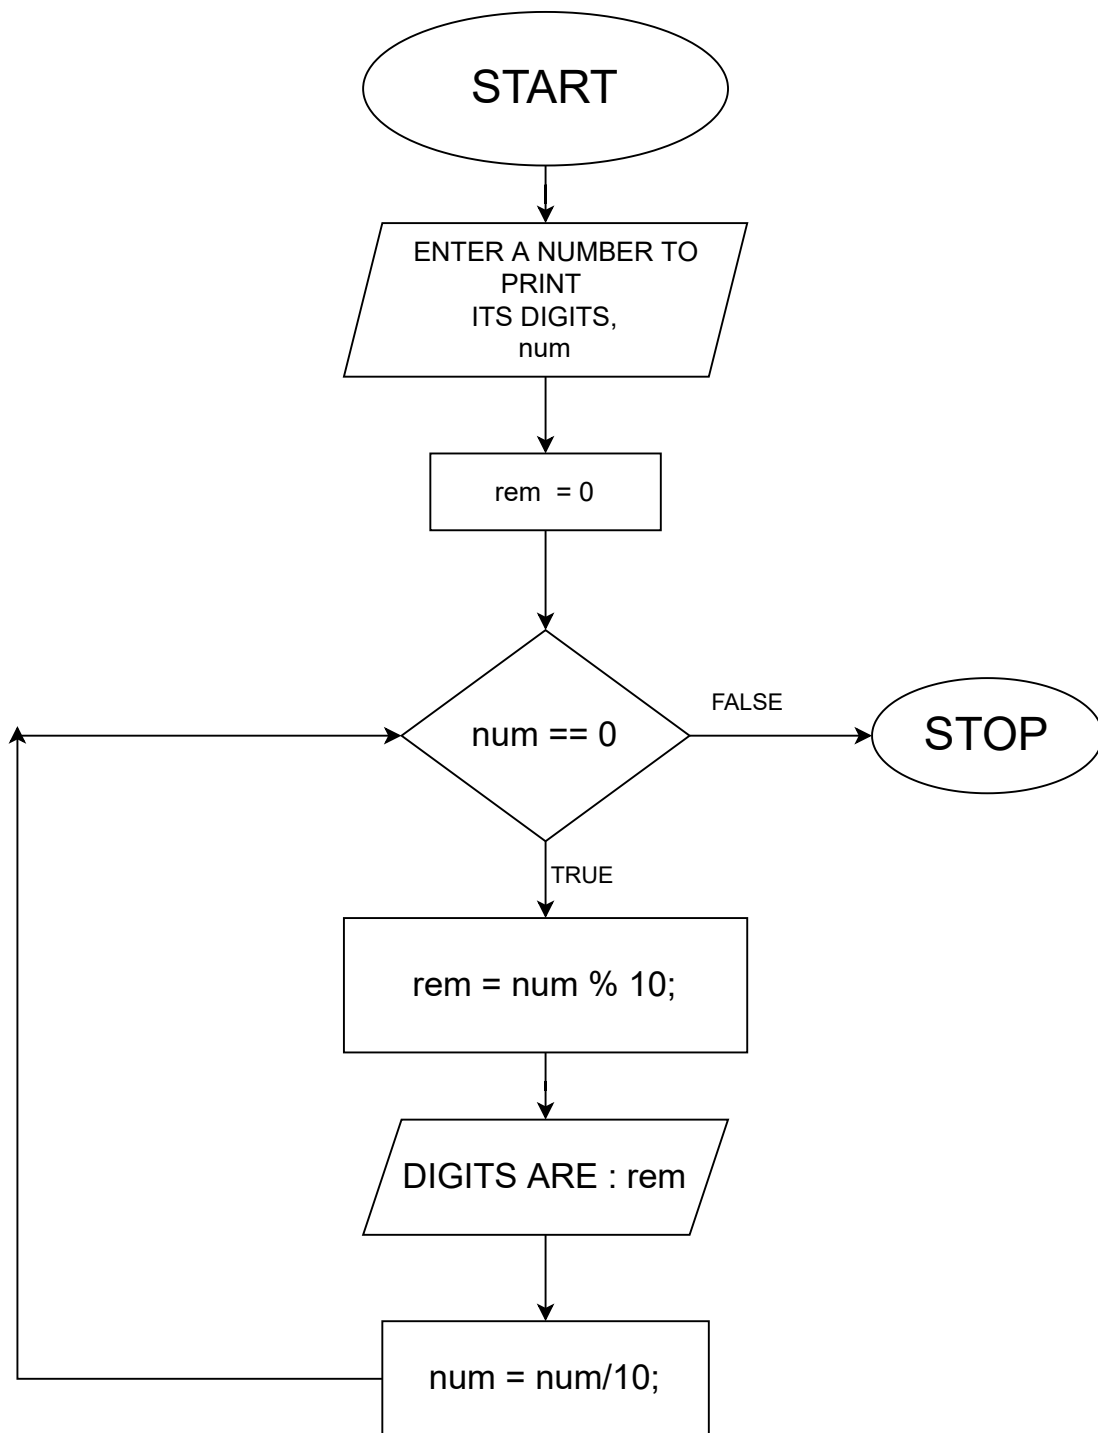 START
ENTER A NUMBER TO
PRINT
ITS DIGITS,
num
rem = 0
num == 0
FALSE
STOP
TRUE
rem = num % 10;
DIGITS ARE : rem
num = num/10;